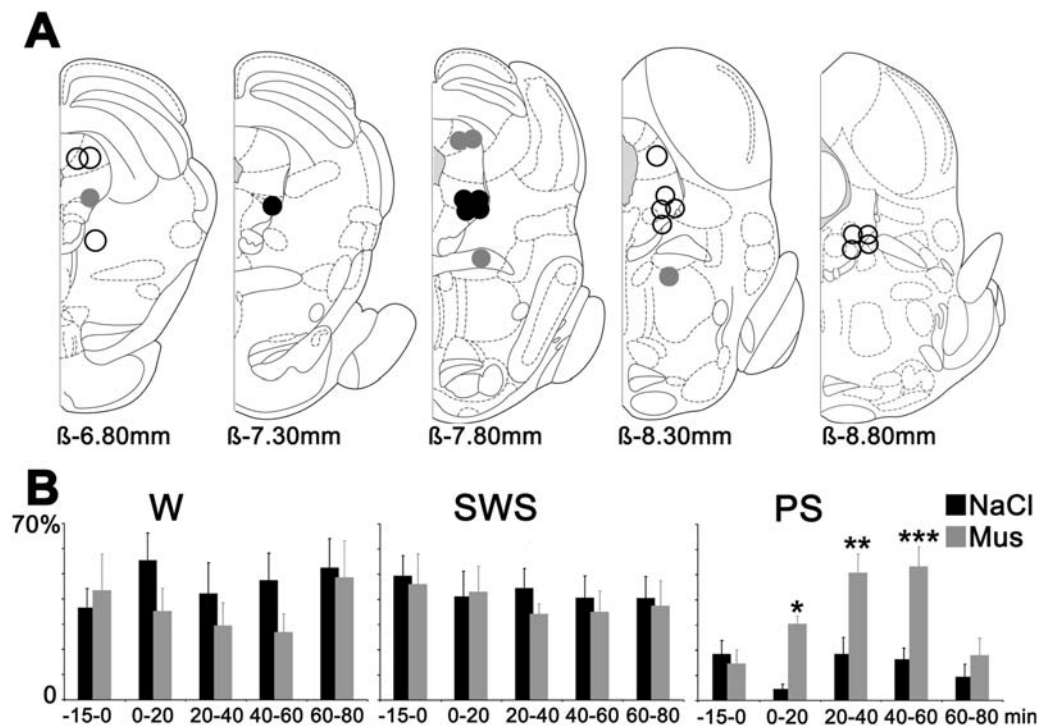 A
ß-6.80mm ß-7.30mm ß-7.80mm ß-8.30mm ß-8.80mm
B W SWS PS NaCl
70% Mus
* ** ***
0
-15-0 0-20 20-40 40-60 60-80 -15-0 0-20 20-40 40-60 60-80 -15-0 0-20 20-40 40-60 60-80 min